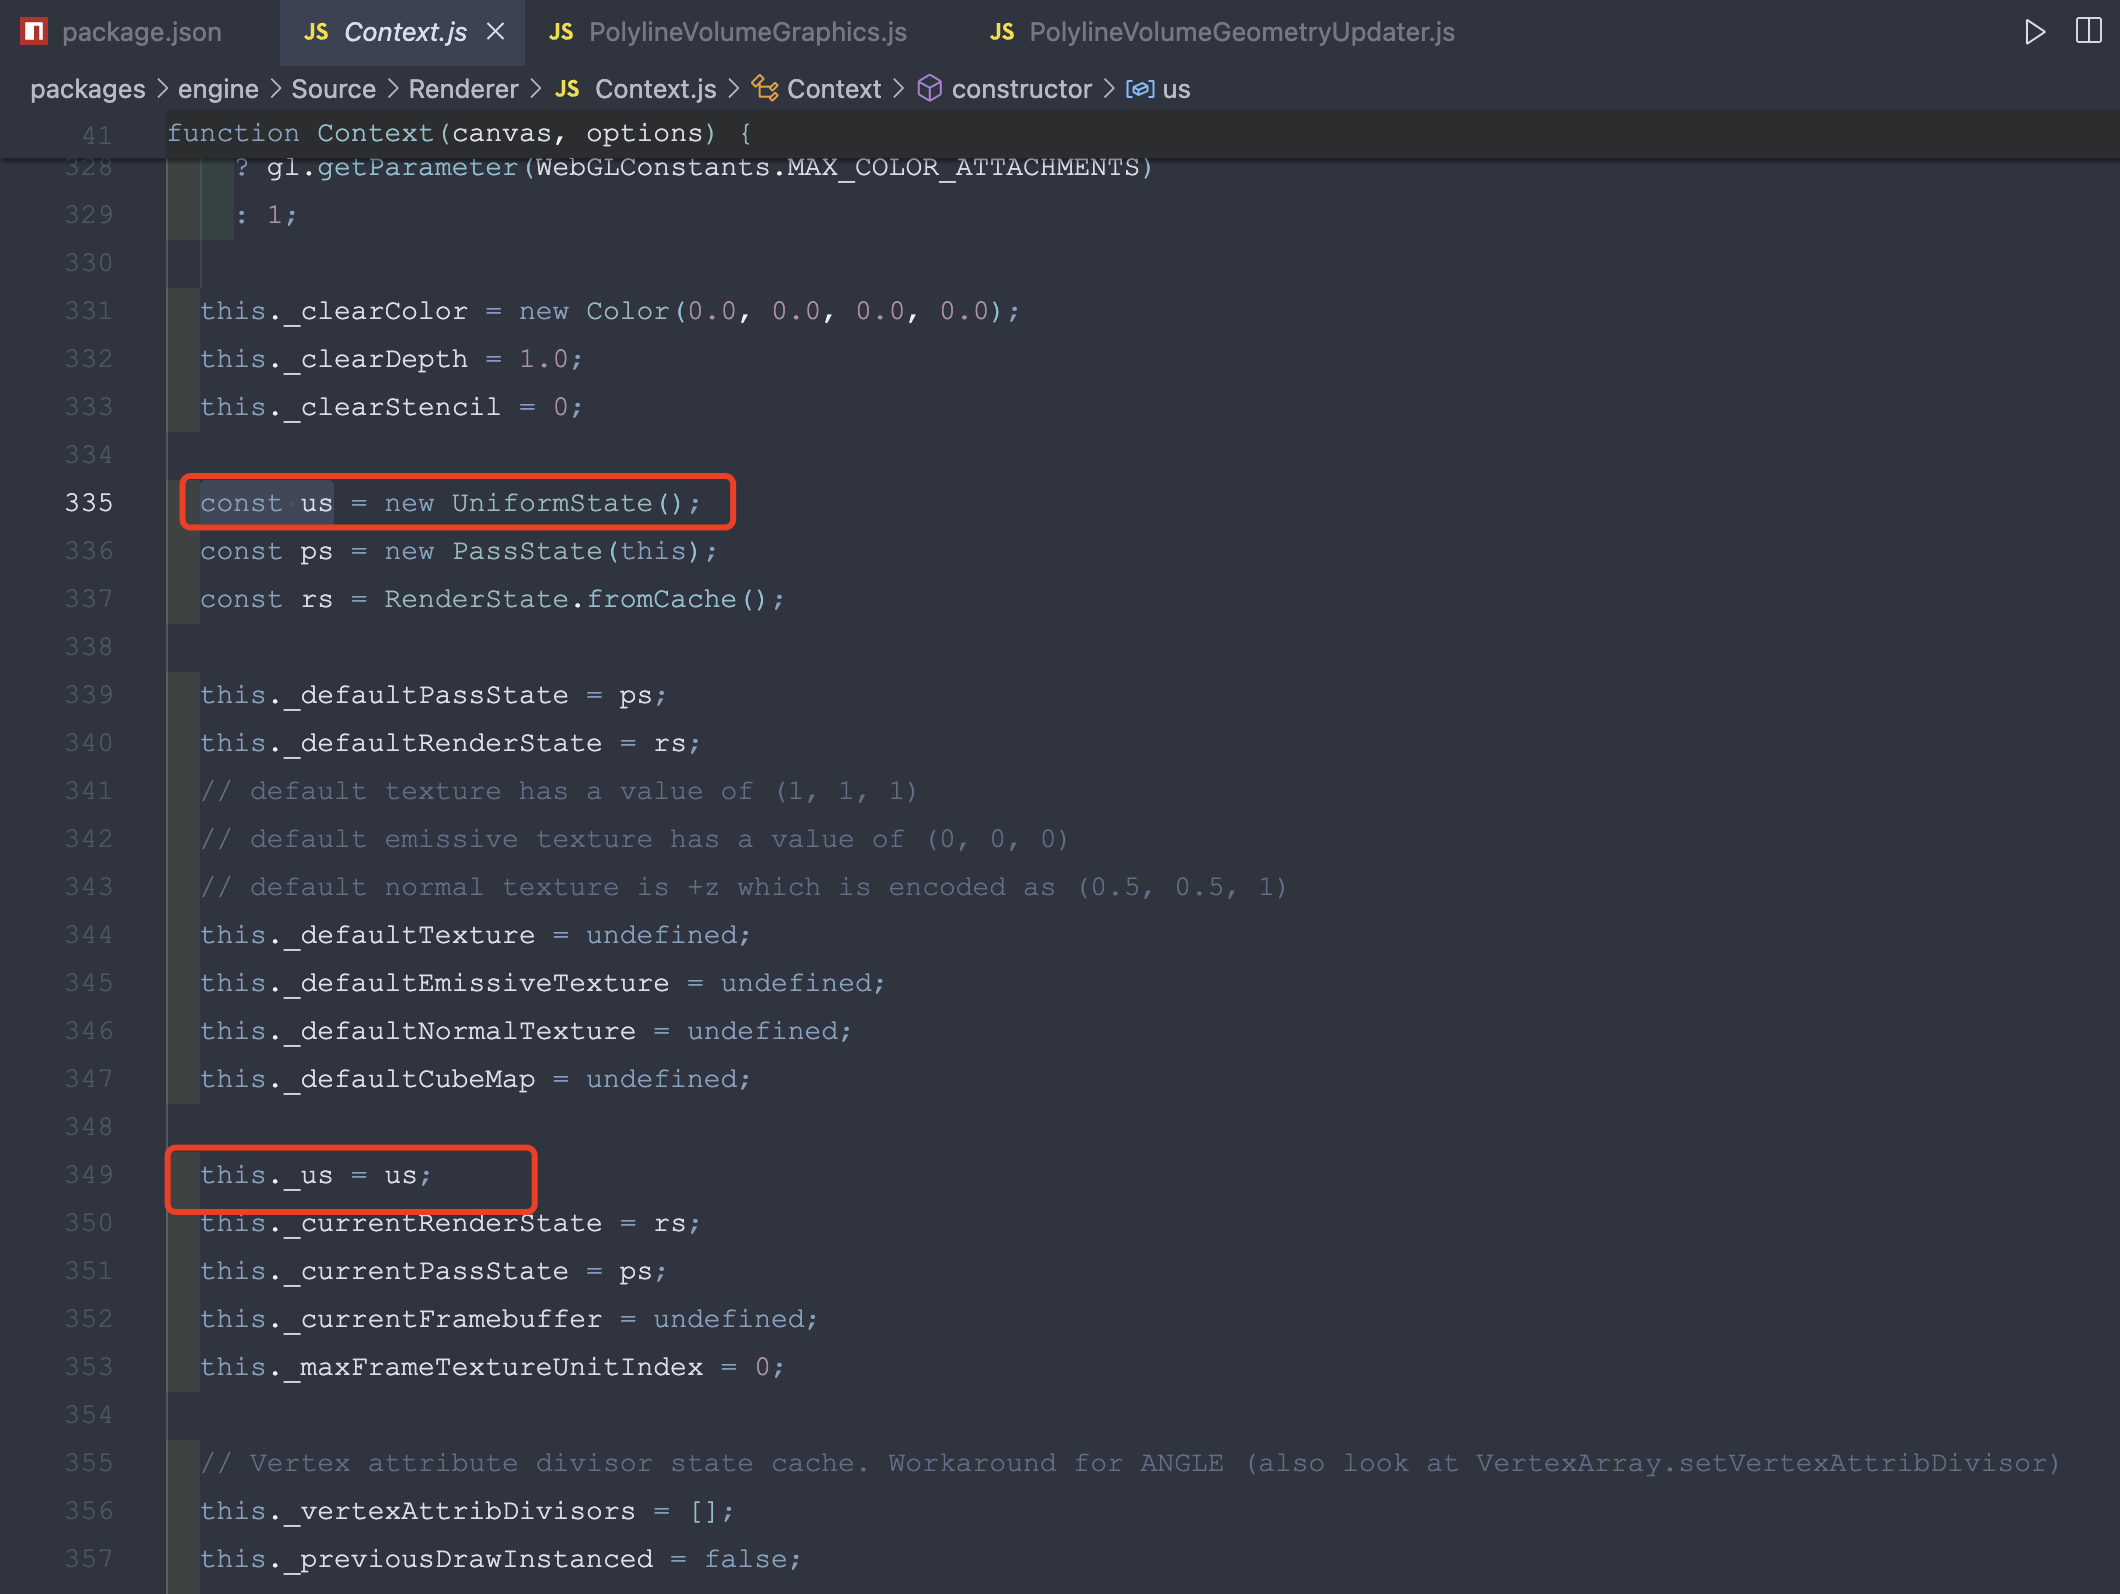 package.json JS Context.js JS PolylineVolumeGraphics.js JS PolylineVolumeGeometryUpdater.js
packages > engine > Source > Renderer > JS Context.js > Context > constructor > us
41 function Context(canvas, options) {
328 ? gl.getParameter(WebGLConstants.MAX_COLOR_ATTACHMENTS)
329 : 1;
330
331 this._clearColor = new Color(0.0, 0.0, 0.0, 0.0);
332 this._clearDepth = 1.0;
333 this._clearStencil = 0;
334
335 const us = new UniformState();
336 const ps = new PassState(this);
337 const rs = RenderState.fromCache();
338
339 this._defaultPassState = ps;
340 this._defaultRenderState = rs;
341 // default texture has a value of (1, 1, 1)
342 // default emissive texture has a value of (0, 0, 0)
343 // default normal texture is +z which is encoded as (0.5, 0.5, 1)
344 this._defaultTexture = undefined;
345 this._defaultEmissiveTexture = undefined;
346 this._defaultNormalTexture = undefined;
347 this._defaultCubeMap = undefined;
348
349 this._us = us;
350 this._currentRenderState = rs;
351 this._currentPassState = ps;
352 this._currentFramebuffer = undefined;
353 this._maxFrameTextureUnitIndex = 0;
354
355 // Vertex attribute divisor state cache. Workaround for ANGLE (also look at VertexArray.setVertexAttribDivisor)
356 this._vertexAttribDivisors = [];
357 this._previousDrawInstanced = false;